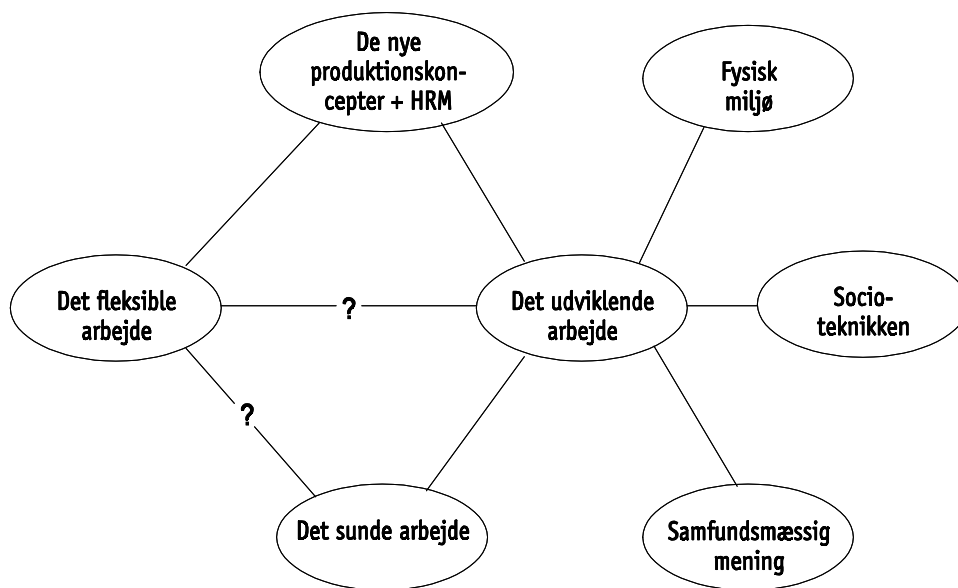 De nye
produktionskon-
cepter + HRM
Fysisk
miljø
Det fleksible
arbejde
?
Det udviklende
arbejde
Socio-
teknikken
?
Det sunde arbejde
Samfundsmæssig
mening